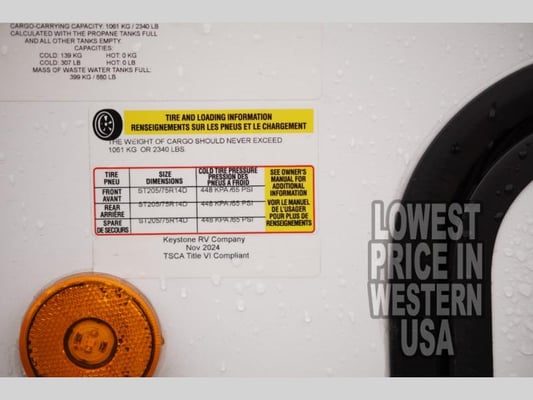 CARGO-CARRYING CAPACITY: 1061 KG / 2340 LB
CALCULATED WITH THE PROPANE TANKS FULL
AND ALL OTHER TANKS EMPTY.
CAPACITIES:
COLD: 139 KG HOT: 0 KG
COLD: 307 LB HOT: 0 LB
MASS OF WASTE WATER TANKS FULL:
399 KG / 880 LB
TIRE AND LOADING INFORMATION
RENSEIGNEMENTS SUR LES PNEUS ET LE CHARGEMENT
THE WEIGHT OF CARGO SHOULD NEVER EXCEED
1061 KG OR 2340 LBS.
TIRE
PNEU
SIZE
DIMENSIONS
COLD TIRE PRESSURE
PRESSION DES
PNEUS À FROID
SEE OWNER'S
MANUAL FOR
ADDITIONAL
INFORMATION
VOIR LE MANUEL
DE L'USAGER
POUR PLUS DE
RENSEIGNEMENTS
FRONT
AVANT
ST205/75R14D 448 KPA /65 PSI
REAR
ARRIÈRE
ST205/75R14D 448 KPA /65 PSI
SPARE
DE SECOURS
ST205/75R14D 448 KPA /65 PSI
Keystone RV Company
Nov 2024
TSCA Title VI Compliant
LOWEST
PRICE IN
WESTERN
USA